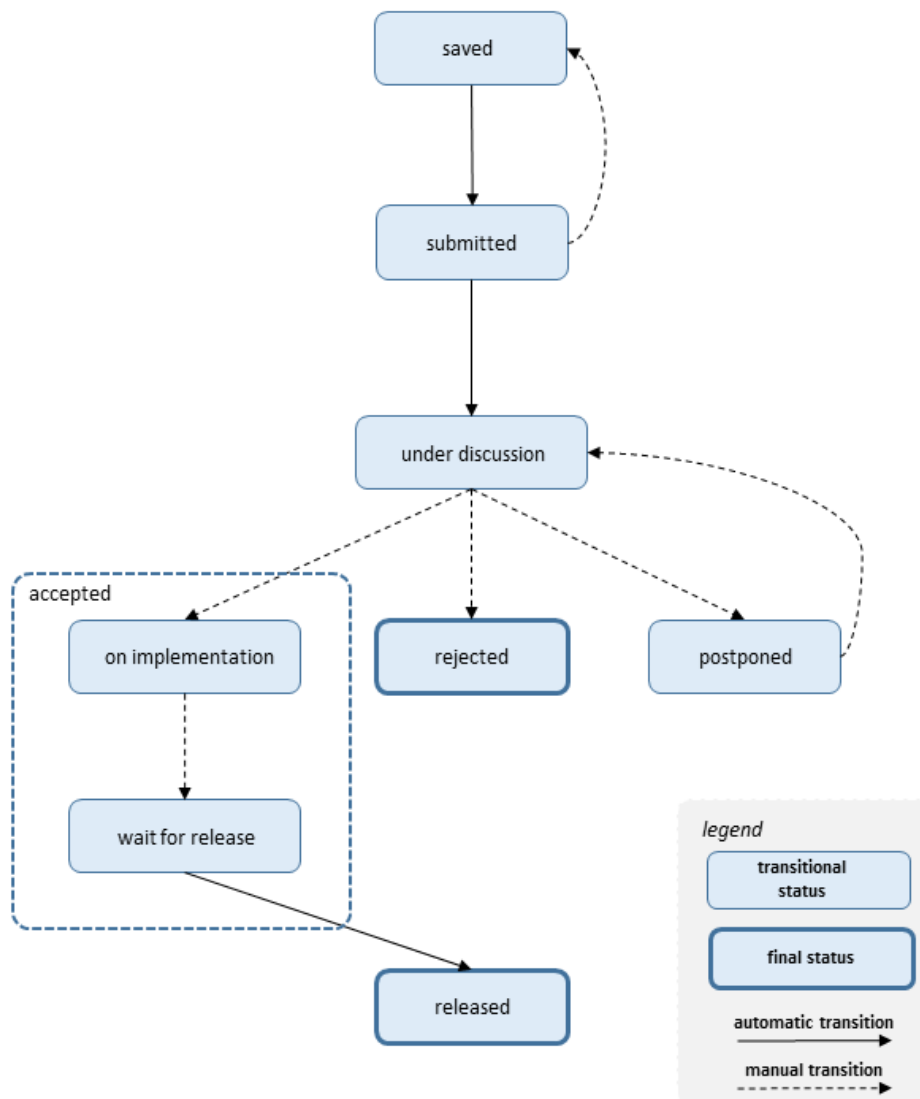 saved
submitted
under discussion
accepted
on implementation
rejected
postponed
wait for release
released
legend
transitional
status
final status
automatic transition
manual transition